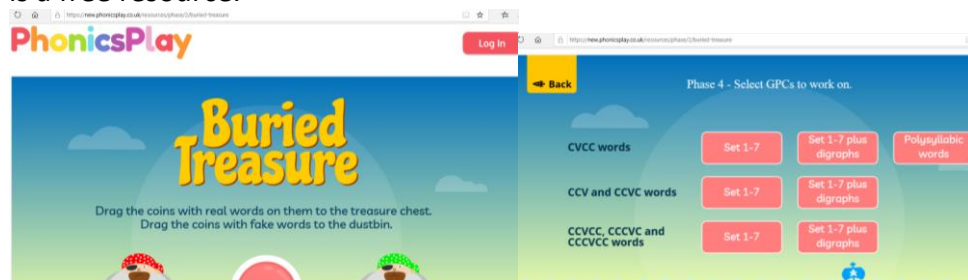 is a free resource.
https://new.phonicsplay.co.uk/resources/phase/2/buried-treasure
PhonicsPlay
Log In
Buried
Treasure
Drag the coins with real words on them to the treasure chest.
Drag the coins with fake words to the dustbin.
https://new.phonicsplay.co.uk/resources/phase/2/buried-treasure
Back
Phase 4 - Select GPCs to work on.
CVCC words
Set 1-7
Set 1-7 plus
digraphs
Polysyllabic
words
CCV and CCVC words
Set 1-7
Set 1-7 plus
digraphs
CCVCC, CCCVC and
CCCVCC words
Set 1-7
Set 1-7 plus
digraphs